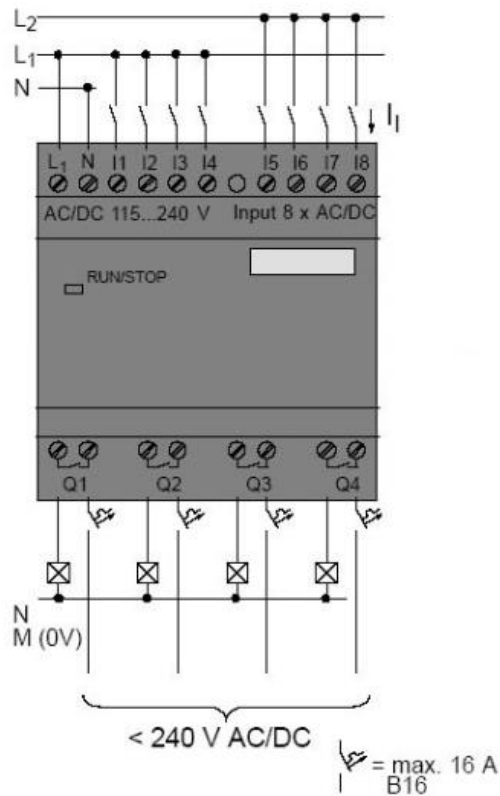 L2
L1
N
I_I
L1 N I1 I2 I3 I4 I5 I6 I7 I8
AC/DC 115...240 V Input 8 x AC/DC
RUN/STOP
Q1 Q2 Q3 Q4
N
M (0V)
< 240 V AC/DC
= max. 16 A
B16